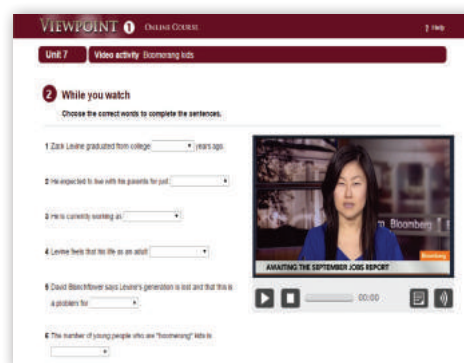 VIEWPOINT 1 ONLINE COURSE
? Help
Unit 7 Video activity Boomerang kids
2 While you watch
Choose the correct words to complete the sentences.
1 Zack Levine graduated from college years ago.
2 He expected to live with his parents for just
3 He is currently working as
4 Levine feels that his life as an adult
5 David Blanchflower says Levine's generation is lost and that this is
a problem for
6 The number of young people who are "boomerang" kids is
Bloomberg
Bloomberg
AWAITING THE SEPTEMBER JOBS REPORT
00:00